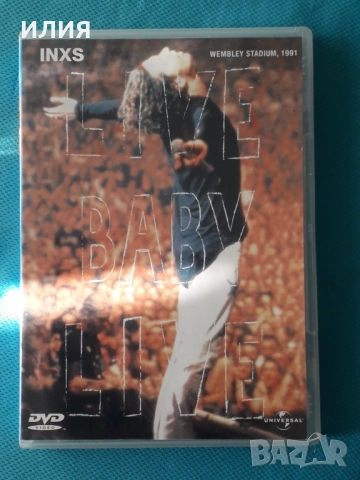 илия
INXS
WEMBLEY STADIUM, 1991
LIVE
BABY
LIVE
DVD
VIDEO
UNIVERSAL
BAZAR